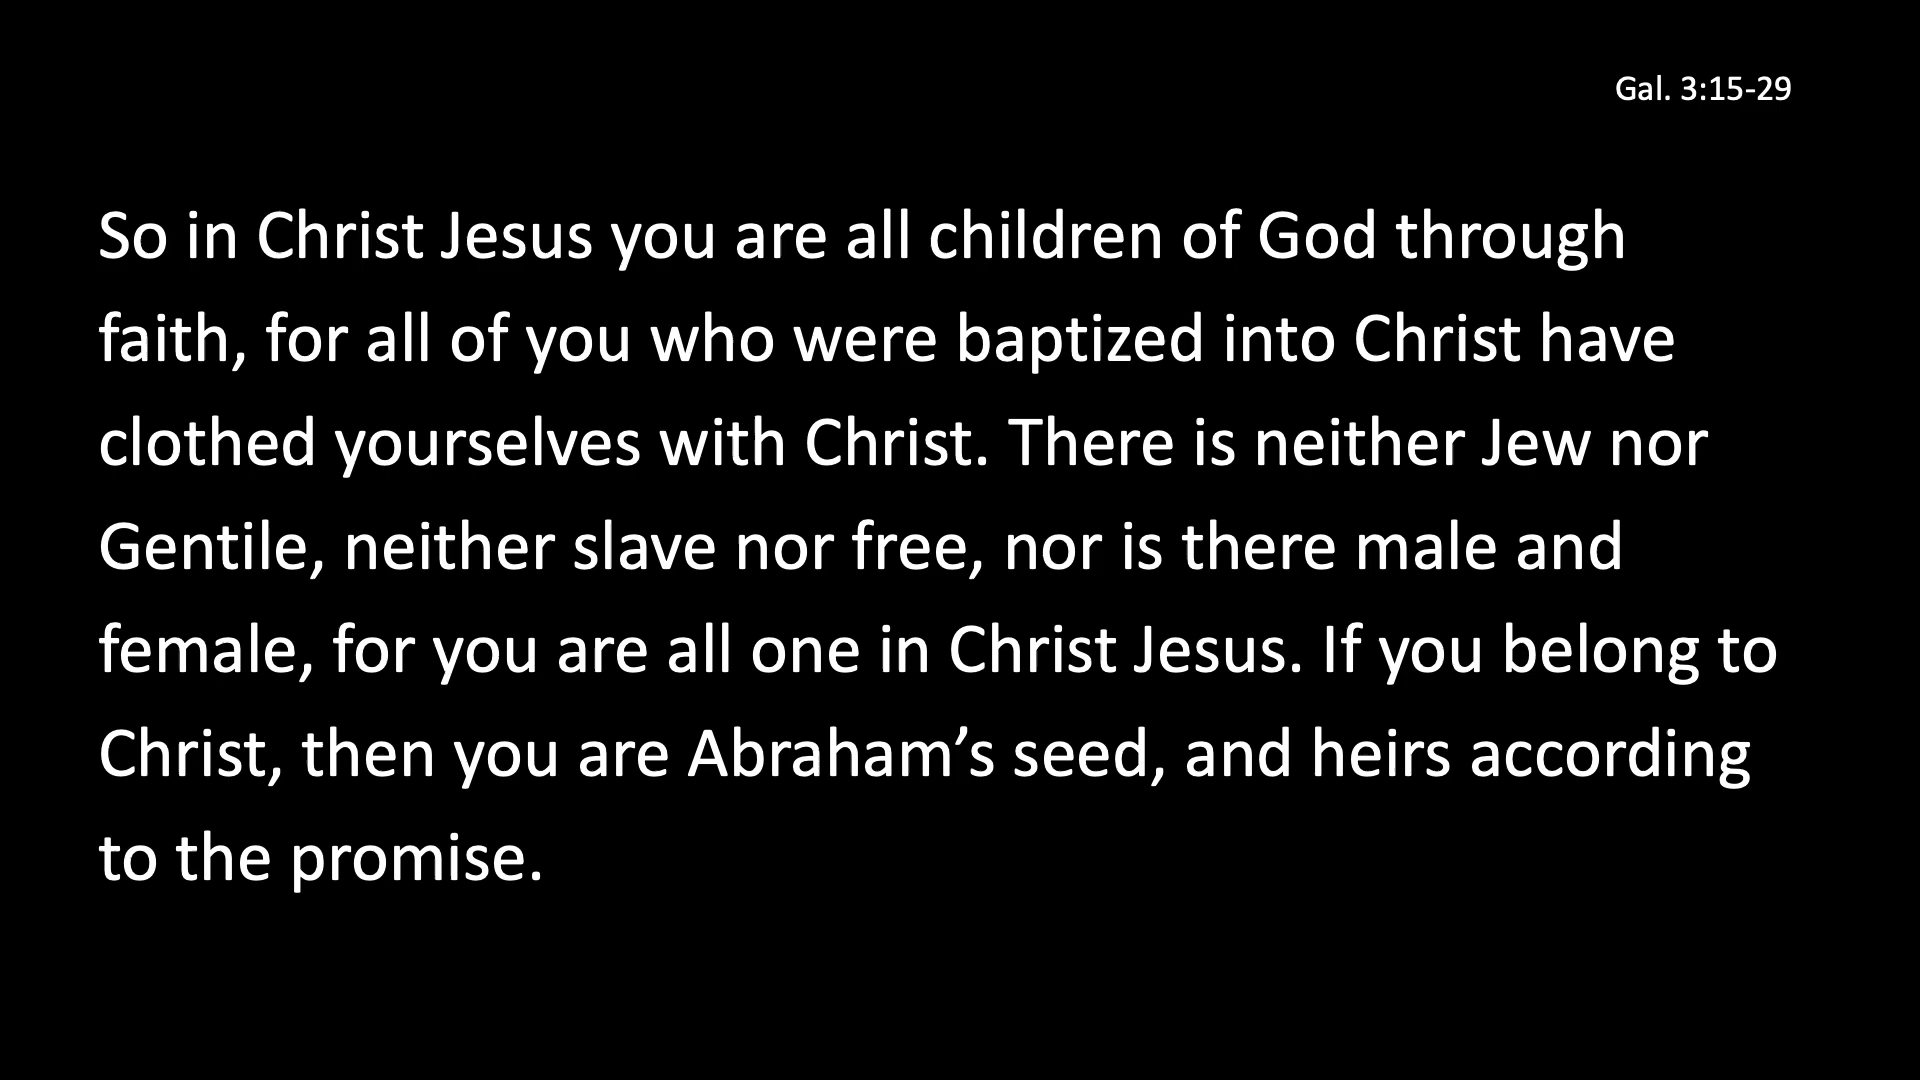 Gal. 3:15-29
So in Christ Jesus you are all children of God through
faith, for all of you who were baptized into Christ have
clothed yourselves with Christ. There is neither Jew nor
Gentile, neither slave nor free, nor is there male and
female, for you are all one in Christ Jesus. If you belong to
Christ, then you are Abraham’s seed, and heirs according
to the promise.